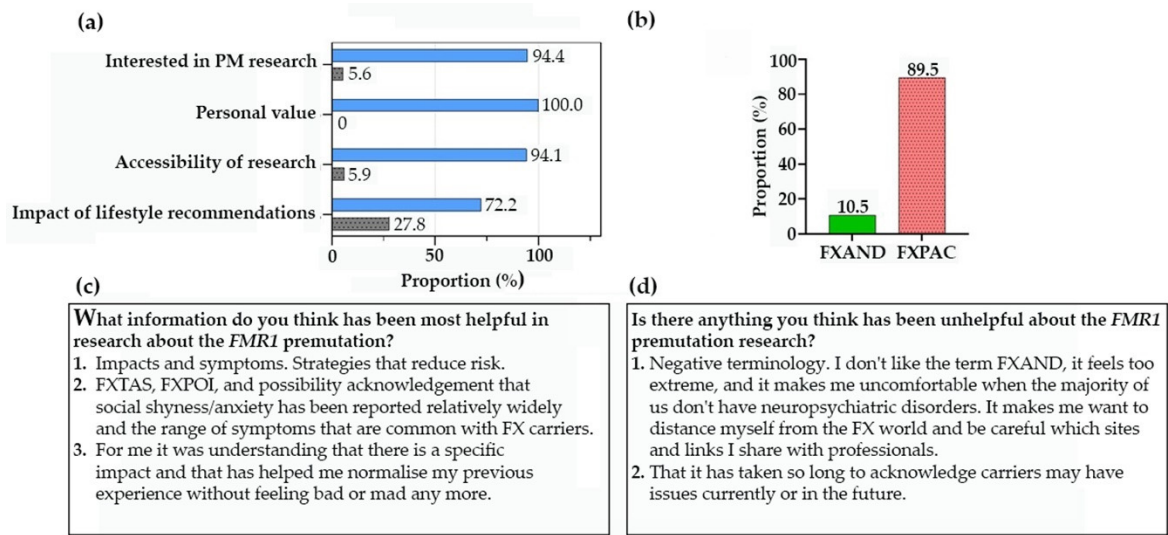 (a)
Interested in PM research
94.4
5.6
Personal value
100.0
0
Accessibility of research
94.1
5.9
Impact of lifestyle recommendations
72.2
27.8
0 50 100
Proportion (%)
(b)
Proportion (%)
100
80
60
40
20
0
10.5
89.5
FXAND FXPAC
(c)
What information do you think has been most helpful in
research about the FMR1 premutation?
1. Impacts and symptoms. Strategies that reduce risk.
2. FXTAS, FXPOI, and possibility acknowledgement that
social shyness/anxiety has been reported relatively widely
and the range of symptoms that are common with FX carriers.
3. For me it was understanding that there is a specific
impact and that has helped me normalise my previous
experience without feeling bad or mad any more.
(d)
Is there anything you think has been unhelpful about the FMR1
premutation research?
1. Negative terminology. I don't like the term FXAND, it feels too
extreme, and it makes me uncomfortable when the majority of
us don't have neuropsychiatric disorders. It makes me want to
distance myself from the FX world and be careful which sites
and links I share with professionals.
2. That it has taken so long to acknowledge carriers may have
issues currently or in the future.